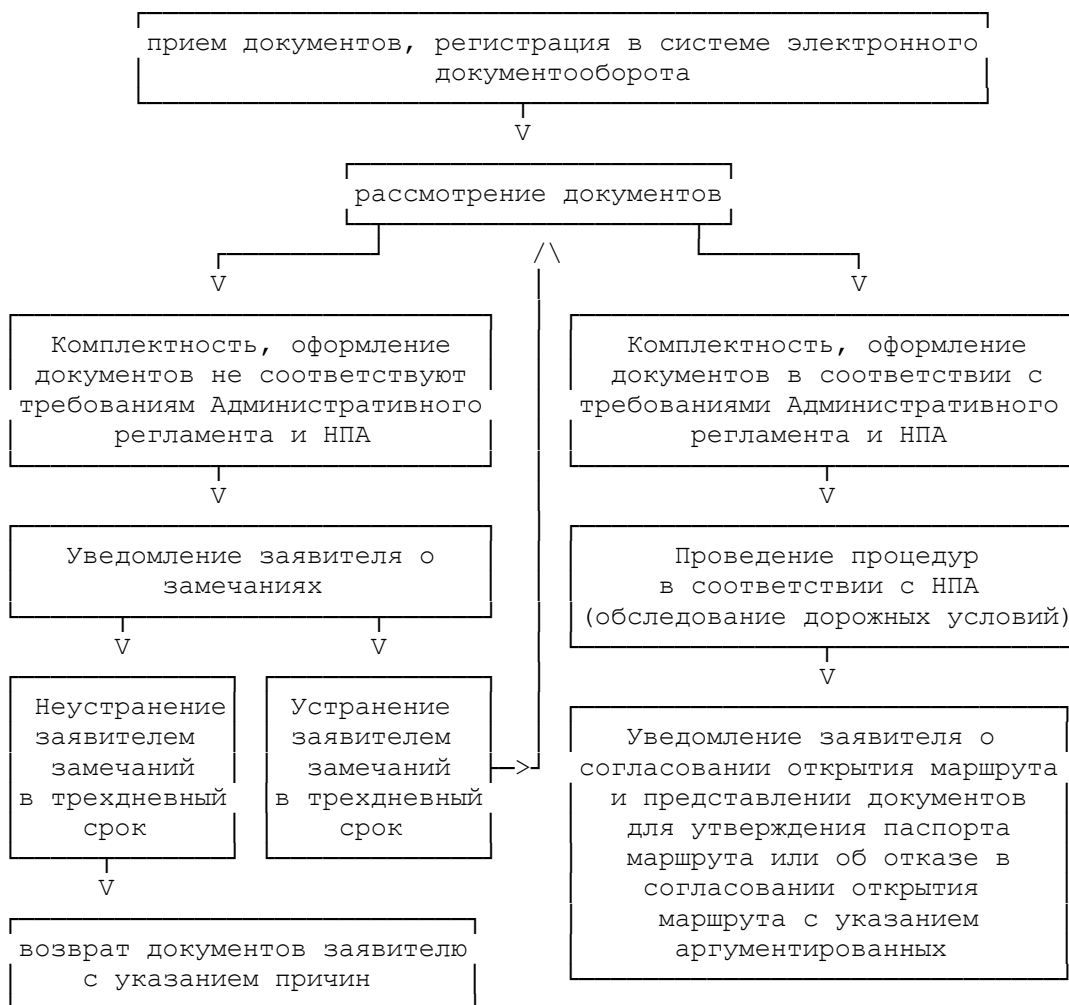 прием документов, регистрация в системе электронного
документооборота
V
рассмотрение документов
/\
V
V
Комплектность, оформление
документов не соответствуют
требованиям Административного
регламента и НПА
V
Комплектность, оформление
документов в соответствии с
требованиями Административного
регламента и НПА
V
Уведомление заявителя о
замечаниях
V
V
Проведение процедур
в соответствии с НПА
(обследование дорожных условий)
V
Неустранение
заявителем
замечаний
в трехдневный
срок
V
Устранение
заявителем
замечаний
в трехдневный
срок
>
Уведомление заявителя о
согласовании открытия маршрута
и представлении документов
для утверждения паспорта
маршрута или об отказе в
согласовании открытия
маршрута с указанием
аргументированных
возврат документов заявителю
с указанием причин